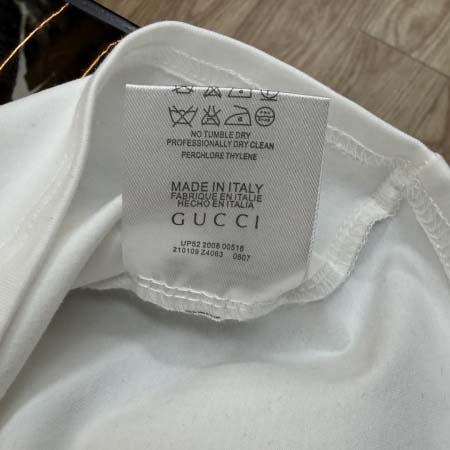 NO TUMBLE DRY
PROFESSIONALLY DRY CLEAN
PERCHLORE THYLENE
MADE IN ITALY
FABRIQUE EN ITALIE
HECHO EN ITALIA
GUCCI
UP52 2008 00516
210109 Z4063 0807